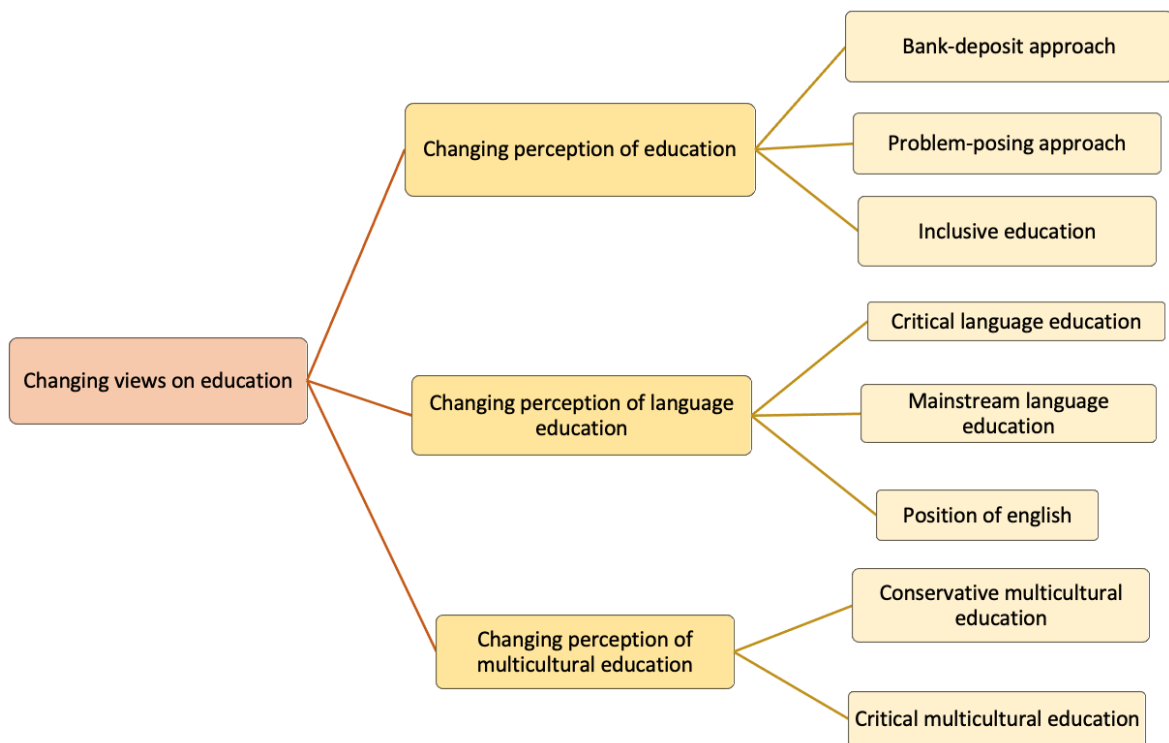 Changing views on education
Changing perception of education
Bank-deposit approach
Problem-posing approach
Inclusive education
Changing perception of language
education
Critical language education
Mainstream language
education
Position of english
Changing perception of
multicultural education
Conservative multicultural
education
Critical multicultural education